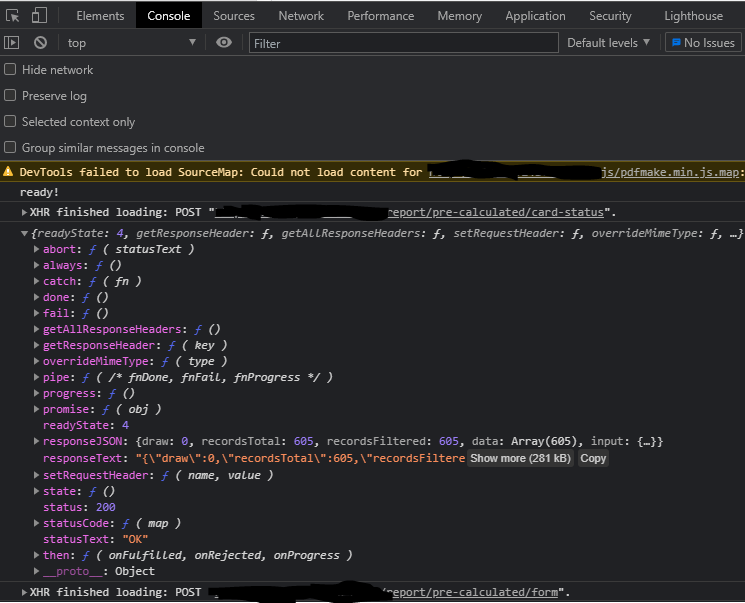 Elements Console Sources Network Performance Memory Application Security Lighthouse
top Filter Default levels No Issues
Hide network
Preserve log
Selected context only
Group similar messages in console
DevTools failed to load SourceMap: Could not load content for js/pdfmake.min.js.map:
ready!
XHR finished loading: POST "report/pre-calculated/card-status".
{readyState: 4, getResponseHeader: ƒ, getAllResponseHeaders: ƒ, setRequestHeader: ƒ, overrideMimeType: ƒ, …}
abort: ƒ ( statusText )
always: ƒ ()
catch: ƒ ( fn )
done: ƒ ()
fail: ƒ ()
getAllResponseHeaders: ƒ ()
getResponseHeader: ƒ ( key )
overrideMimeType: ƒ ( type )
pipe: ƒ ( /* fnDone, fnFail, fnProgress */ )
progress: ƒ ()
promise: ƒ ( obj )
readyState: 4
responseJSON: {draw: 0, recordsTotal: 605, recordsFiltered: 605, data: Array(605), input: {…}}
responseText: "{\"draw\":0,\"recordsTotal\":605,\"recordsFiltere Show more (281 kB) Copy
setRequestHeader: ƒ ( name, value )
state: ƒ ()
status: 200
statusCode: ƒ ( map )
statusText: "OK"
then: ƒ ( onFulfilled, onRejected, onProgress )
__proto__: Object
XHR finished loading: POST /report/pre-calculated/form".